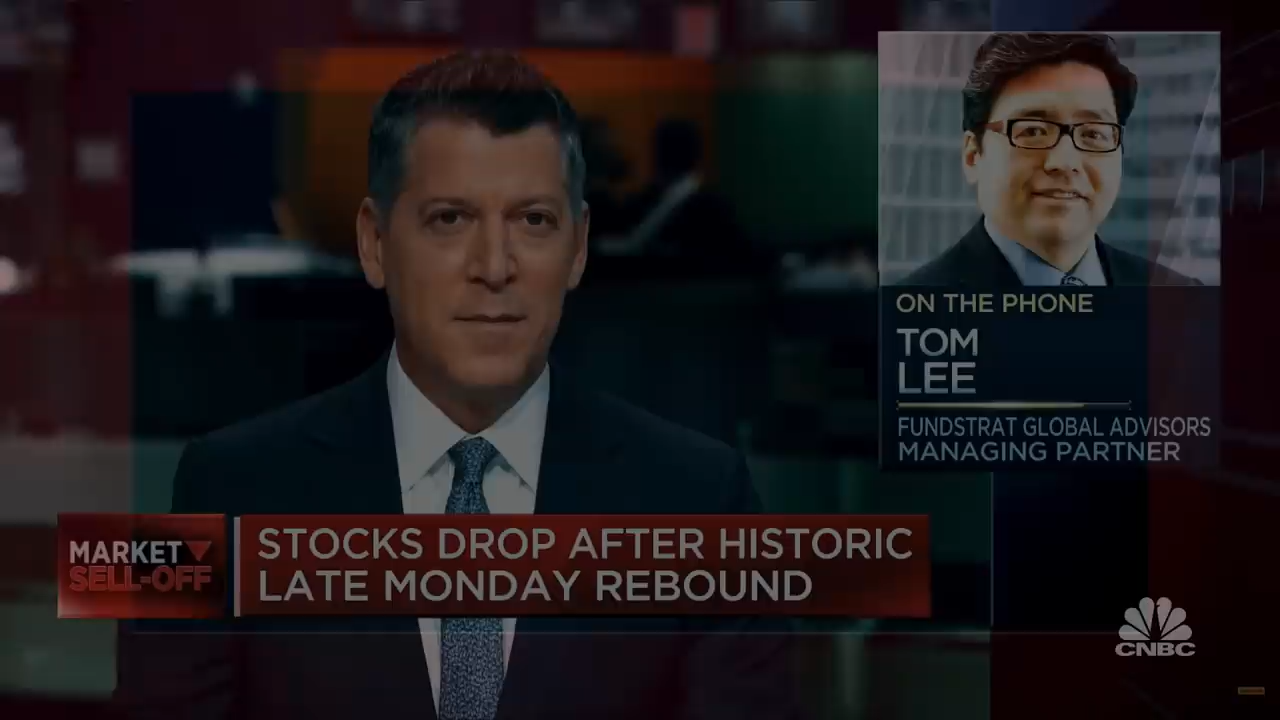 ON THE PHONE
TOM
LEE
FUNDSTRAT GLOBAL ADVISORS
MANAGING PARTNER
MARKET
SELL-OFF
STOCKS DROP AFTER HISTORIC
LATE MONDAY REBOUND
CNBC